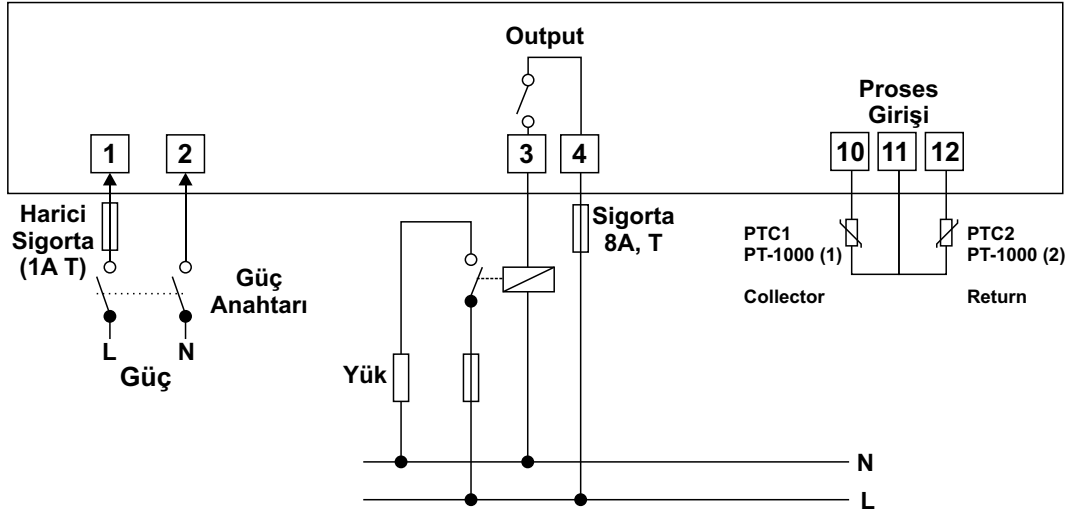 Output
Proses
Girişi
1
2
3
4
10
11
12
Harici
Sigorta
(1A T)
Güç
Anahtarı
L
N
Güç
Sigorta
8A, T
Yük
PTC1
PT-1000 (1)
Collector
PTC2
PT-1000 (2)
Return
N
L